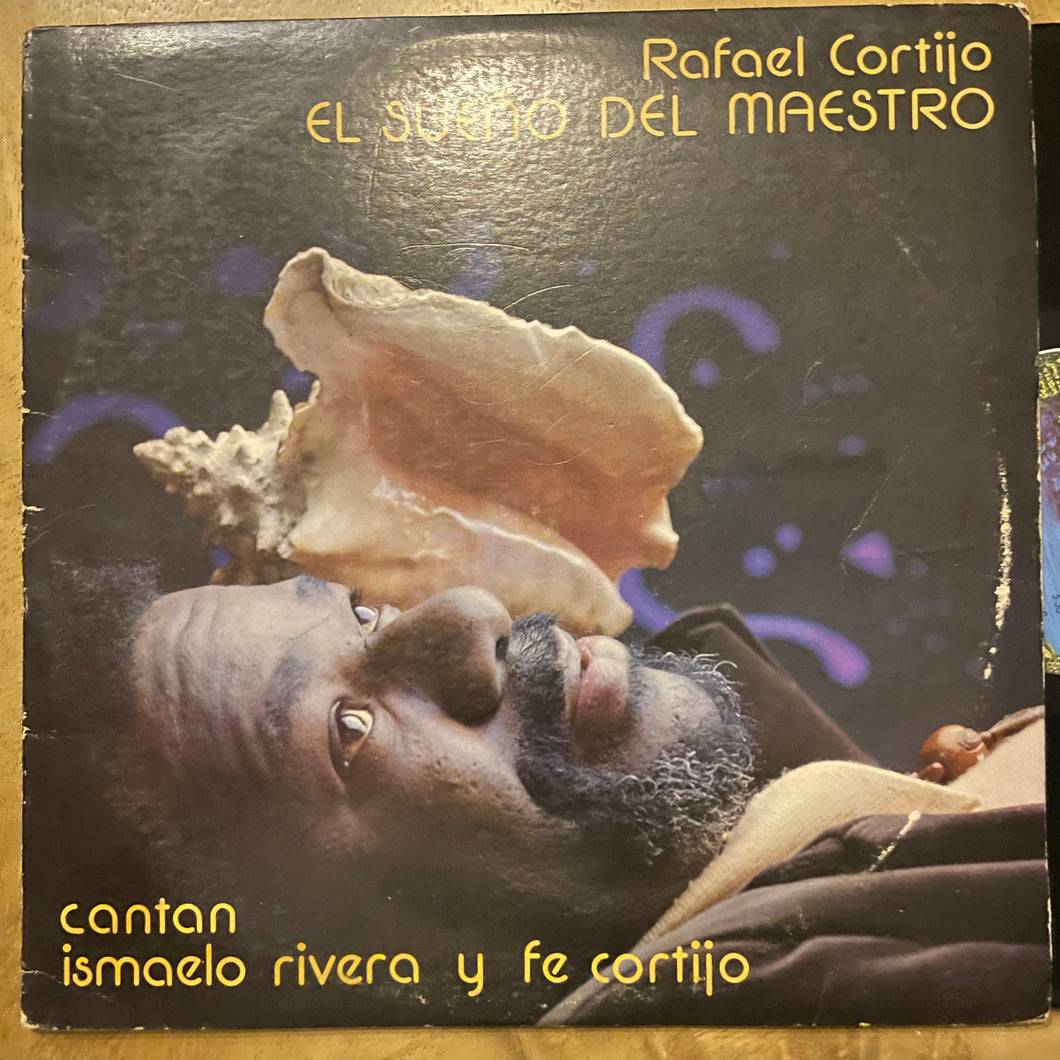 Rafael Cortijo
EL SUEÑO DEL MAESTRO
cantan
ismaelo rivera y fe cortijo